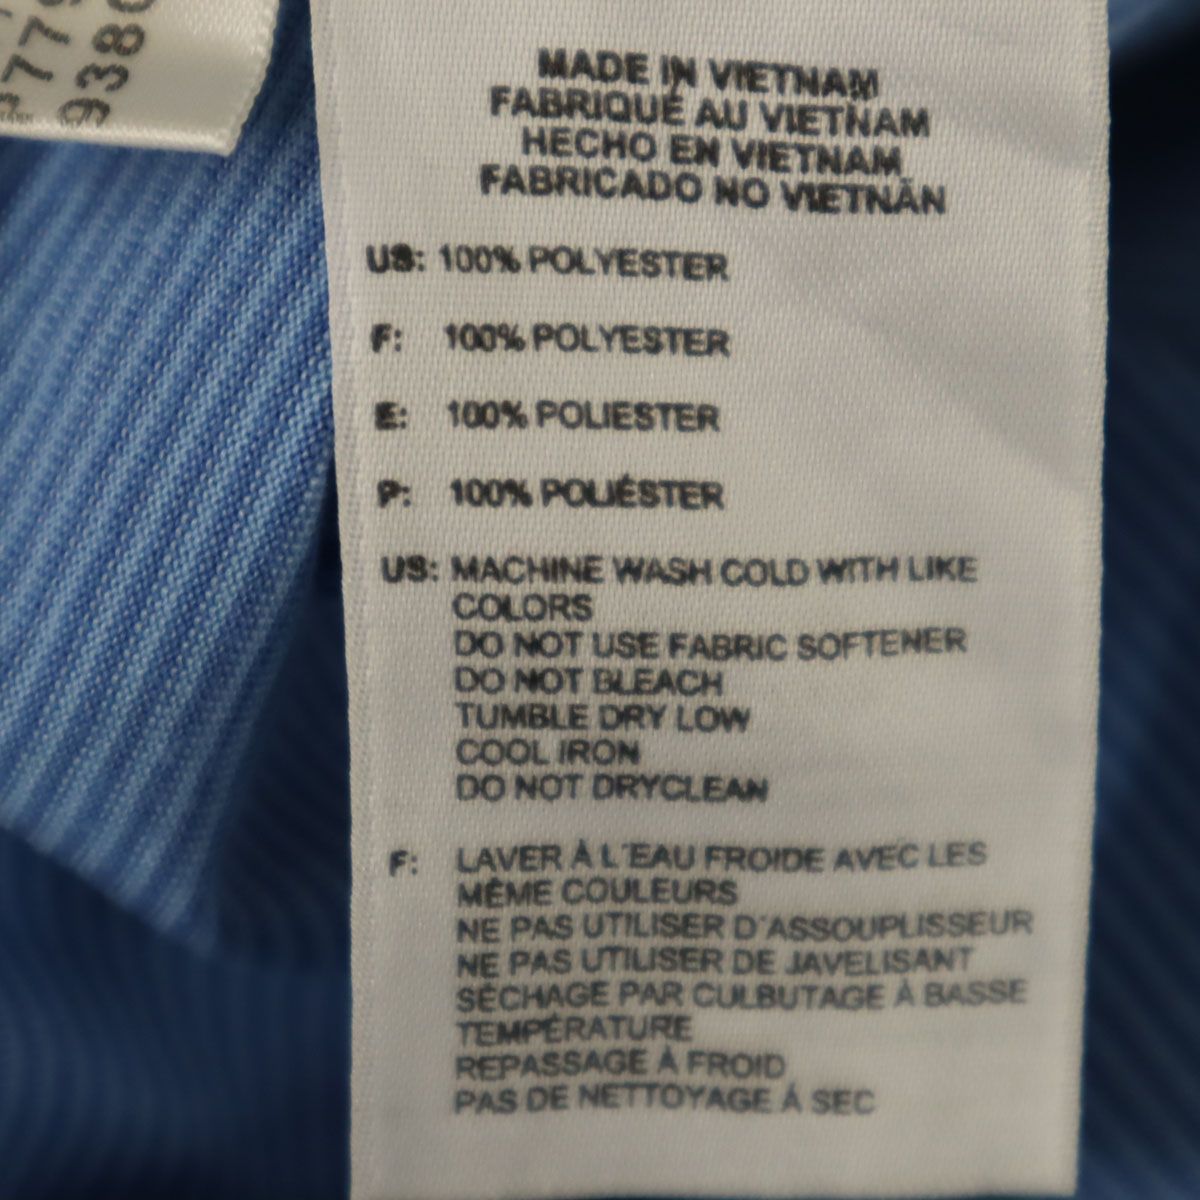 938
MADE IN VIETNAM
FABRIQUÉ AU VIETNAM
HECHO EN VIETNAM
FABRICADO NO VIETNÃN
US: 100% POLYESTER
F: 100% POLYESTER
E: 100% POLIESTER
P: 100% POLIÉSTER
US: MACHINE WASH COLD WITH LIKE
COLORS
DO NOT USE FABRIC SOFTENER
DO NOT BLEACH
TUMBLE DRY LOW
COOL IRON
DO NOT DRYCLEAN
F: LAVER À L'EAU FROIDE AVEC LES
MÊME COULEURS
NE PAS UTILISER D'ASSOUPLISSEUR
NE PAS UTILISER DE JAVELISANT
SÉCHAGE PAR CULBUTAGE À BASSE
TEMPÉRATURE
REPASSAGE À FROID
PAS DE NETTOYAGE À SEC